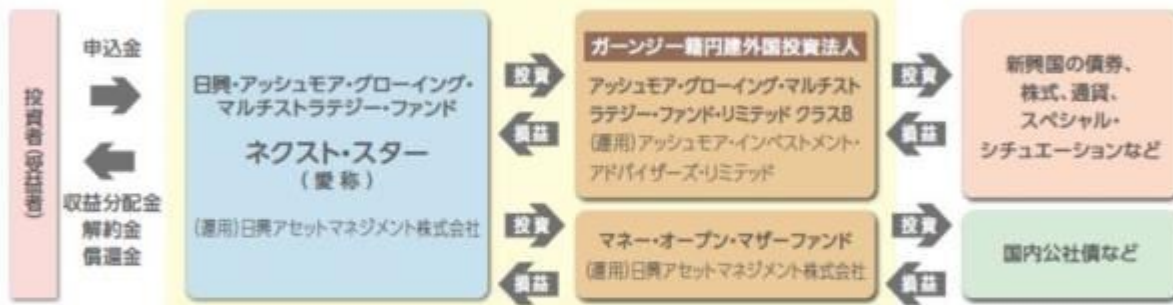 投資者(受益者)
申込金
収益分配金
解約金
償還金
日興・アッシュモア・グローイング・
マルチストラテジー・ファンド
ネクスト・スター
(愛称)
(運用)日興アセットマネジメント株式会社
投資
損益
投資
損益
ガーンジー籍円建外国投資法人
アッシュモア・グローイング・マルチスト
ラテジー・ファンド・リミテッド クラスB
(運用)アッシュモア・インベストメント・
アドバイザーズ・リミテッド
マネー・オープン・マザーファンド
(運用)日興アセットマネジメント株式会社
投資
損益
投資
損益
新興国の債券、
株式、通貨、
スペシャル・
シチュエーションなど
国内公社債など